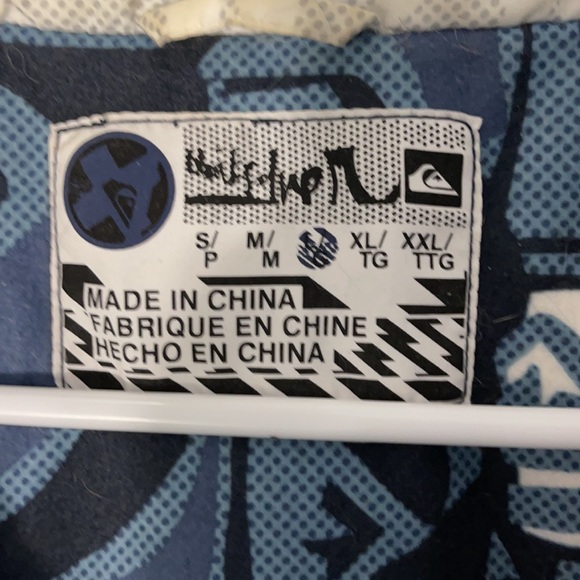 S/ M/ XL/ XXL/
P M TG TTG
MADE IN CHINA
FABRIQUE EN CHINE
HECHO EN CHINA